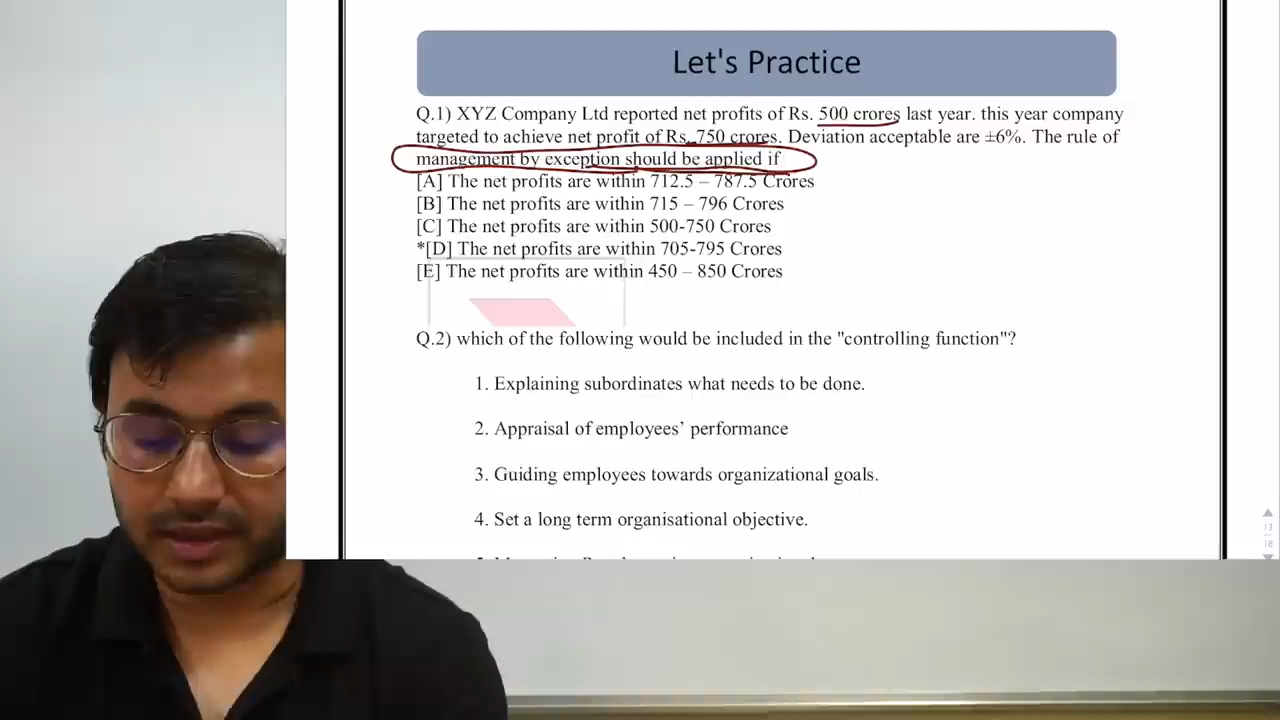 Let's Practice
Q.1) XYZ Company Ltd reported net profits of Rs. 500 crores last year. this year company
targeted to achieve net profit of Rs. 750 crores. Deviation acceptable are ±6%. The rule of
management by exception should be applied if
[A] The net profits are within 712.5 – 787.5 Crores
[B] The net profits are within 715 – 796 Crores
[C] The net profits are within 500-750 Crores
*[D] The net profits are within 705-795 Crores
[E] The net profits are within 450 – 850 Crores
Q.2) which of the following would be included in the "controlling function"?
1. Explaining subordinates what needs to be done.
2. Appraisal of employees’ performance
3. Guiding employees towards organizational goals.
4. Set a long term organisational objective.
13
18